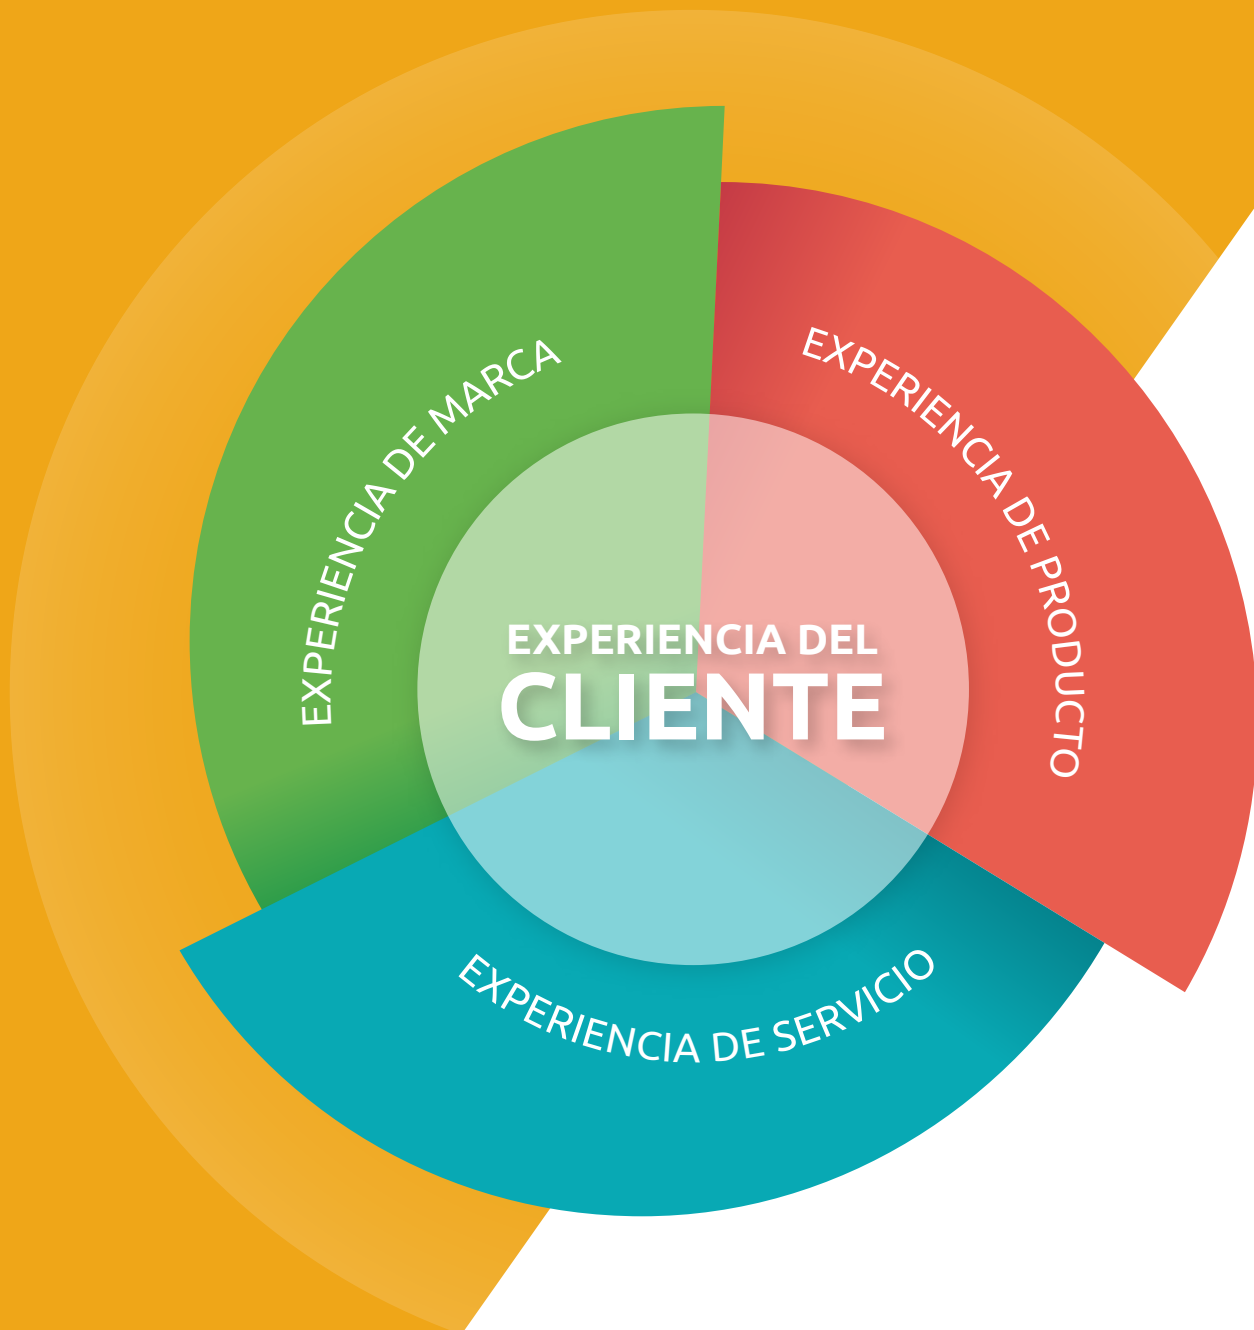 EXPERIENCIA DE MARCA
EXPERIENCIA DE PRODUCTO
EXPERIENCIA DEL
CLIENTE
EXPERIENCIA DE SERVICIO